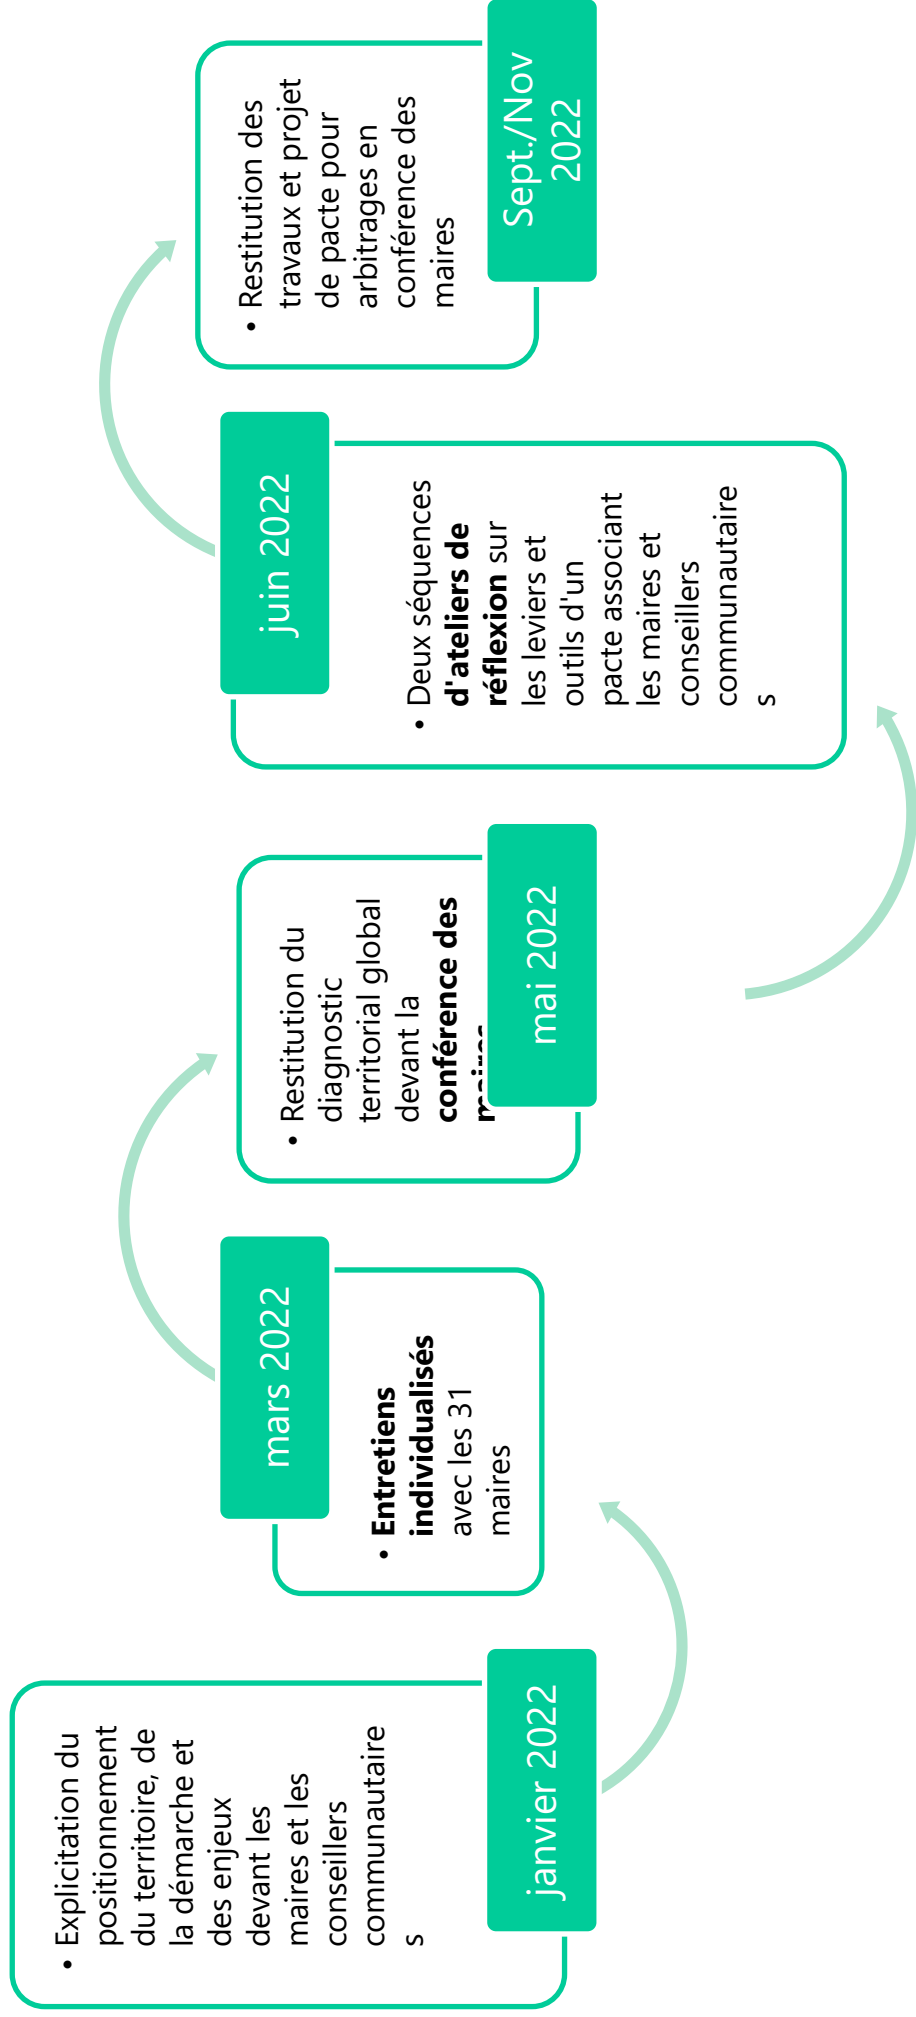 • Explicitation du
positionnement
du territoire, de
la démarche et
des enjeux
devant les
maires et les
conseillers
communautaire
s
janvier 2022
mars 2022
• Entretiens
individualisés
avec les 31
maires
• Restitution du
diagnostic
territorial global
devant la
conférence des
maires
mai 2022
juin 2022
• Deux séquences
d'ateliers de
réflexion sur
les leviers et
outils d'un
pacte associant
les maires et
conseillers
communautaire
s
• Restitution des
travaux et projet
de pacte pour
arbitrages en
conférence des
maires
Sept./Nov
2022